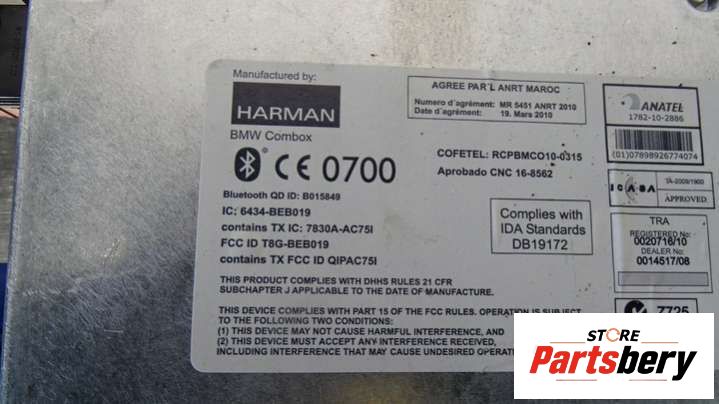 Manufactured by:
HARMAN
BMW Combox
CE 0700
Bluetooth QD ID: B015849
IC: 6434-BEB019
contains TX IC: 7830A-AC75I
FCC ID T8G-BEB019
contains TX FCC ID QIPAC75I
THIS PRODUCT COMPLIES WITH DHHS RULES 21 CFR
SUBCHAPTER J APPLICABLE TO THE DATE OF MANUFACTURE.
THIS DEVICE COMPLIES WITH PART 15 OF THE FCC RULES. OPERATION IS SUBJECT
TO THE FOLLOWING TWO CONDITIONS:
(1) THIS DEVICE MAY NOT CAUSE HARMFUL INTERFERENCE, AND
(2) THIS DEVICE MUST ACCEPT ANY INTERFERENCE RECEIVED,
INCLUDING INTERFERENCE THAT MAY CAUSE UNDESIRED OPERATI
AGREE PAR'L ANRT MAROC
Numero d'agrément: MR 5451 ANRT 2010
Date d'agrément: 19. Mars 2010
COFETEL: RCPBMCO10-0315
Aprobado CNC 16-8562
Complies with
IDA Standards
DB19172
ANATEL
1782-10-2886
(01)07898926774074
ICASA
TA-2009/1900
APPROVED
TRA
REGISTERED No:
0020716/10
DEALER No:
0014517/08
7725
STORE
Partsbery